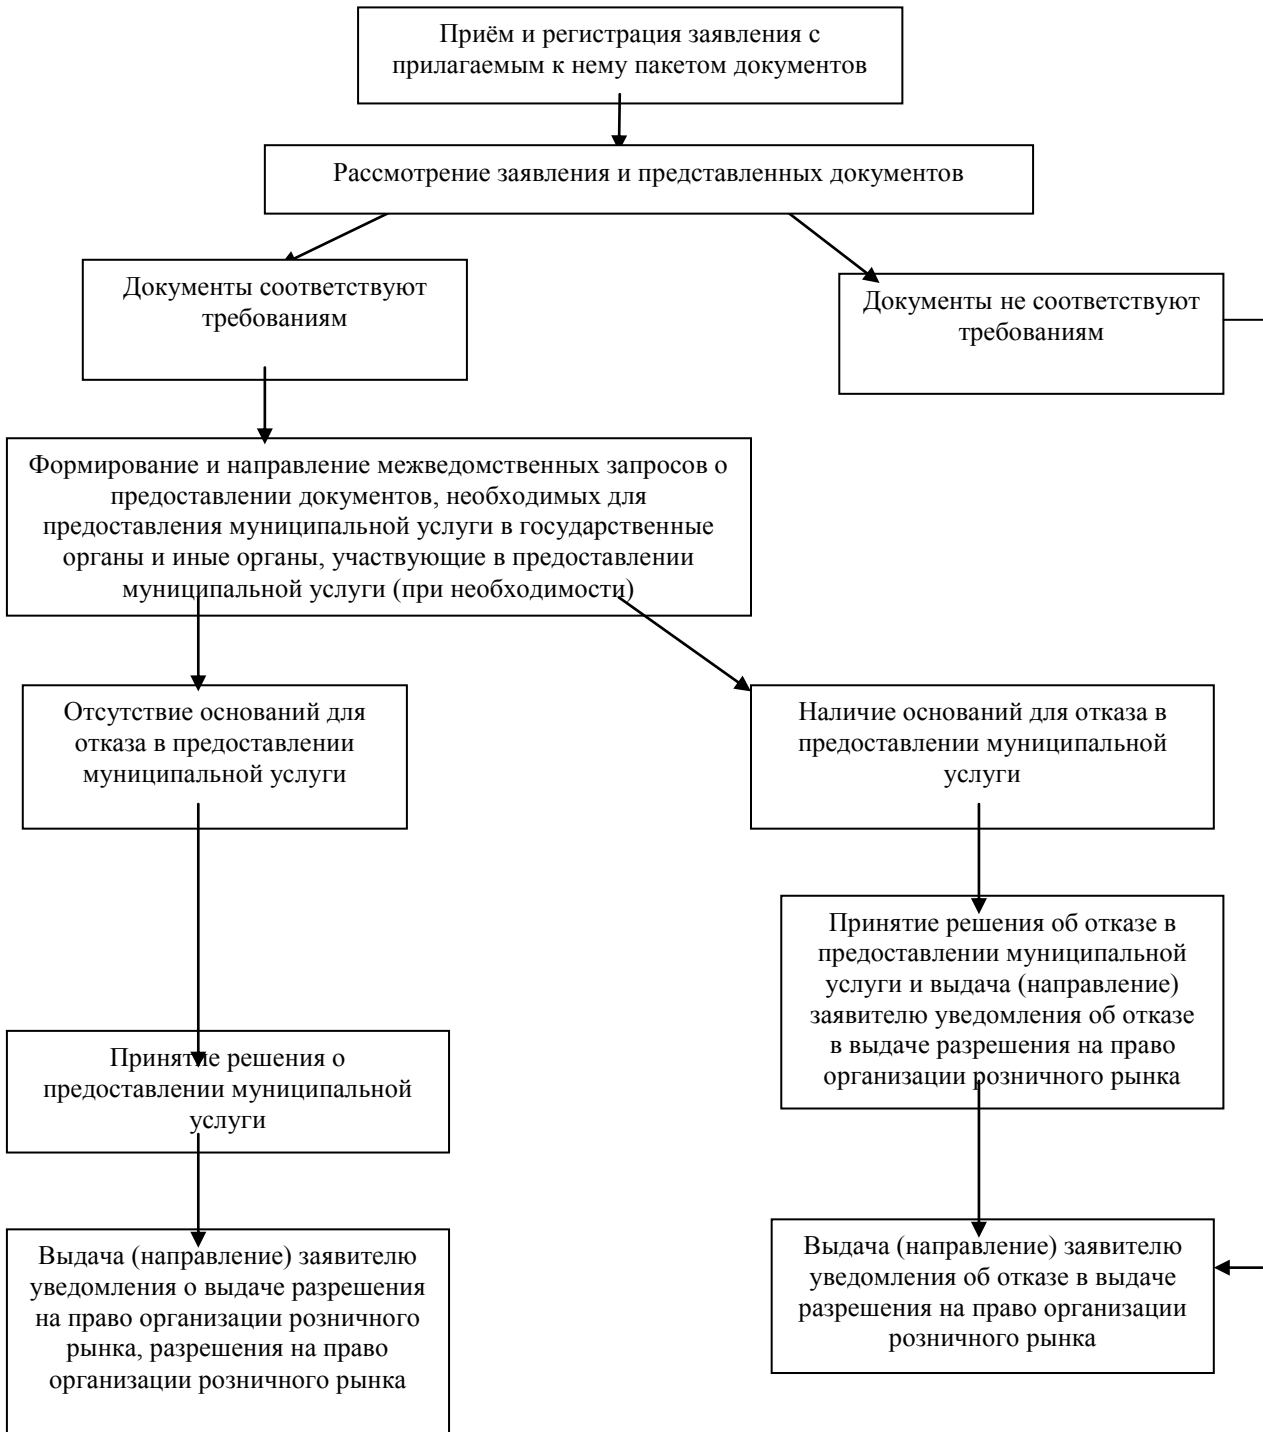 Приём и регистрация заявления с
прилагаемым к нему пакетом документов
Рассмотрение заявления и представленных документов
Документы соответствуют
требованиям
Документы не соответствуют
требованиям
Формирование и направление межведомственных запросов о
предоставлении документов, необходимых для
предоставления муниципальной услуги в государственные
органы и иные органы, участвующие в предоставлении
муниципальной услуги (при необходимости)
Отсутствие оснований для
отказа в предоставлении
муниципальной услуги
Наличие оснований для отказа в
предоставлении муниципальной
услуги
Принятие решения об отказе в
предоставлении муниципальной
услуги и выдача (направление)
заявителю уведомления об отказе
в выдаче разрешения на право
организации розничного рынка
Принятие решения о
предоставлении муниципальной
услуги
Выдача (направление) заявителю
уведомления о выдаче разрешения
на право организации розничного
рынка, разрешения на право
организации розничного рынка
Выдача (направление) заявителю
уведомления об отказе в выдаче
разрешения на право организации
розничного рынка